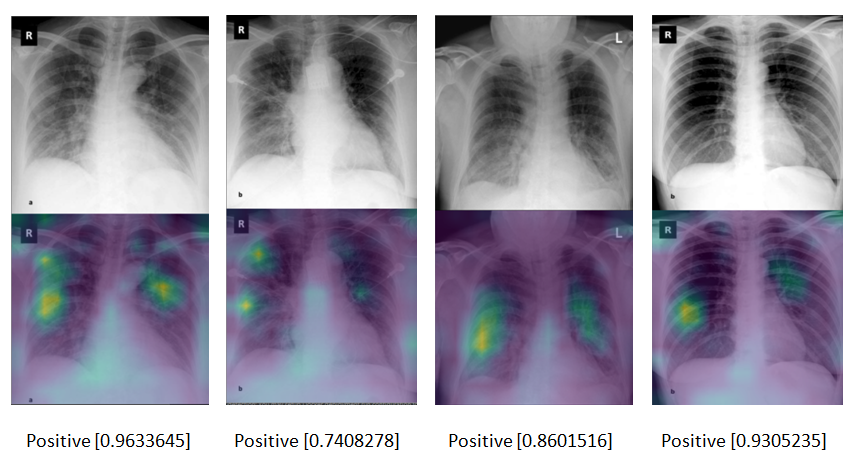 R
R
L
R
a
b
b
R
R
L
R
a
b
b
Positive [0.9633645]
Positive [0.7408278]
Positive [0.8601516]
Positive [0.9305235]